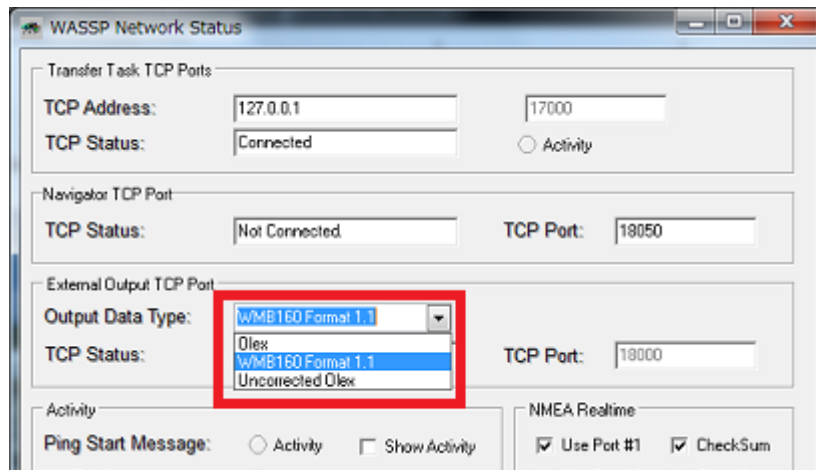 WASSP Network Status
Transfer Task TCP Ports
TCP Address: 127.0.0.1 17000
TCP Status: Connected Activity
Navigator TCP Port
TCP Status: Not Connected. TCP Port: 18050
External Output TCP Port
Output Data Type: WMB160 Format 1.1
Olex
WMB160 Format 1.1
Uncorrected Olex
TCP Status: TCP Port: 18000
Activity
Ping Start Message: Activity Show Activity
NMEA Realtime
Use Port #1 CheckSum